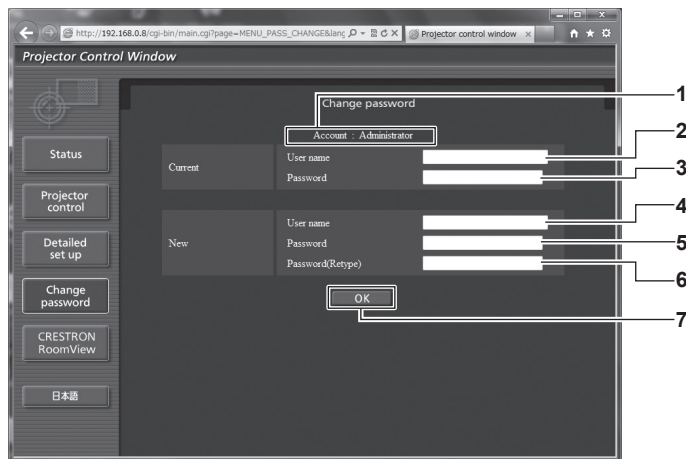 http://192.168.0.8/cgi-bin/main.cgi?page=MENU_PASS_CHANGE&lang
Projector control window
Projector Control Window
Change password
1
Account : Administrator
2
Status
Current
User name
Password
3
Projector
control
4
User name
Detailed
set up
New
Password
5
Password(Retype)
6
Change
password
OK
7
CRESTRON
RoomView
日本語